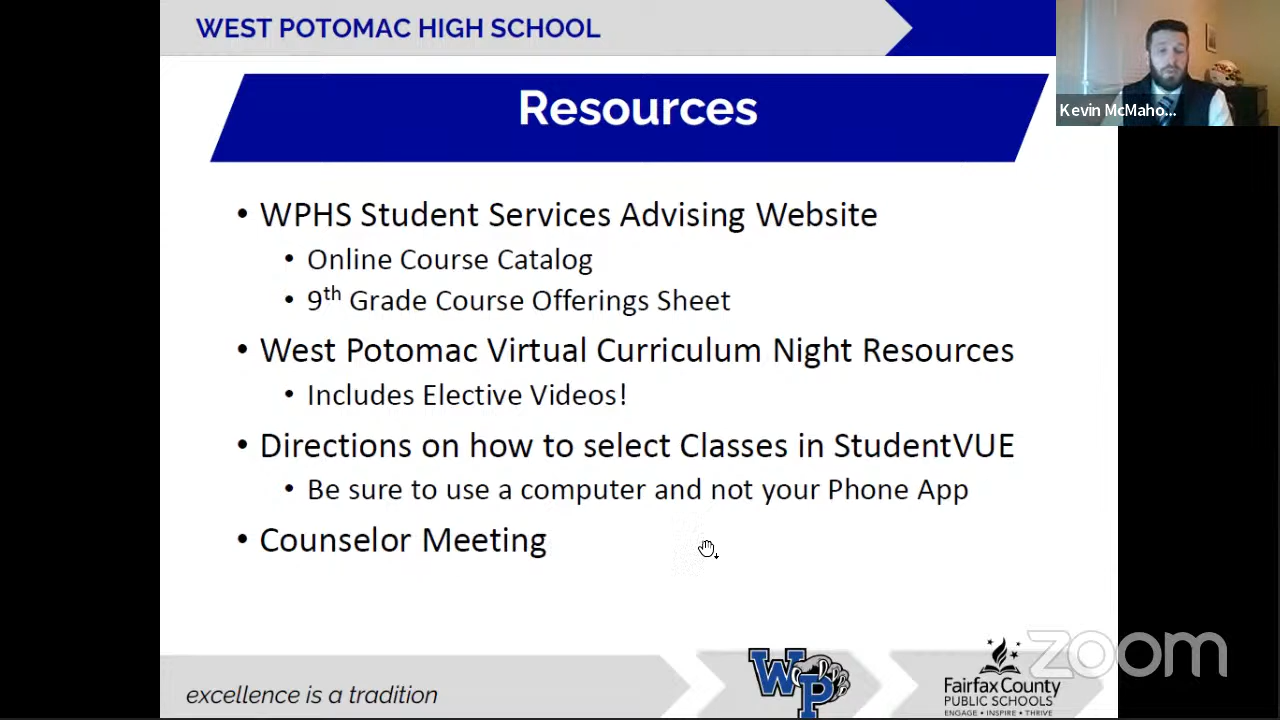 WEST POTOMAC HIGH SCHOOL
Resources
Kevin McMaho...
• WPHS Student Services Advising Website
• Online Course Catalog
• 9th Grade Course Offerings Sheet
• West Potomac Virtual Curriculum Night Resources
• Includes Elective Videos!
• Directions on how to select Classes in StudentVUE
• Be sure to use a computer and not your Phone App
• Counselor Meeting
excellence is a tradition
WP
Fairfax County
PUBLIC SCHOOLS
ENGAGE • INSPIRE • THRIVE
zoom